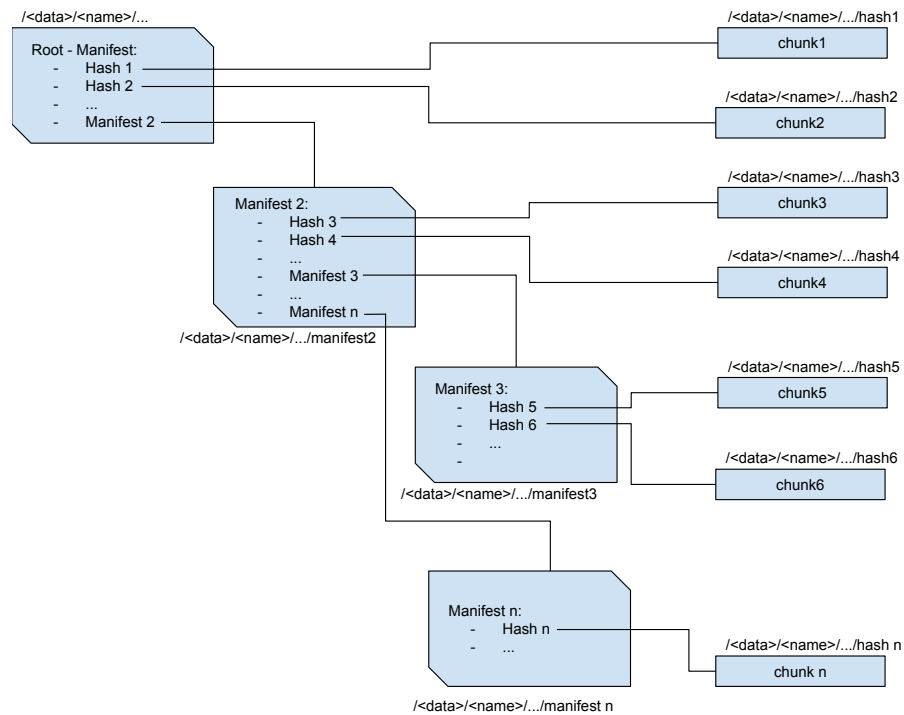 /<data>/<name>/...
Root - Manifest:
- Hash 1
- Hash 2
- ...
- Manifest 2
/<data>/<name>/.../hash1
chunk1
/<data>/<name>/.../hash2
chunk2
Manifest 2:
- Hash 3
- Hash 4
- ...
- Manifest 3
- ...
- Manifest n
/<data>/<name>/.../manifest2
/<data>/<name>/.../hash3
chunk3
/<data>/<name>/.../hash4
chunk4
Manifest 3:
- Hash 5
- Hash 6
- ...
-
/<data>/<name>/.../manifest3
/<data>/<name>/.../hash5
chunk5
/<data>/<name>/.../hash6
chunk6
Manifest n:
- Hash n
- ...
/<data>/<name>/.../manifest n
/<data>/<name>/.../hash n
chunk n